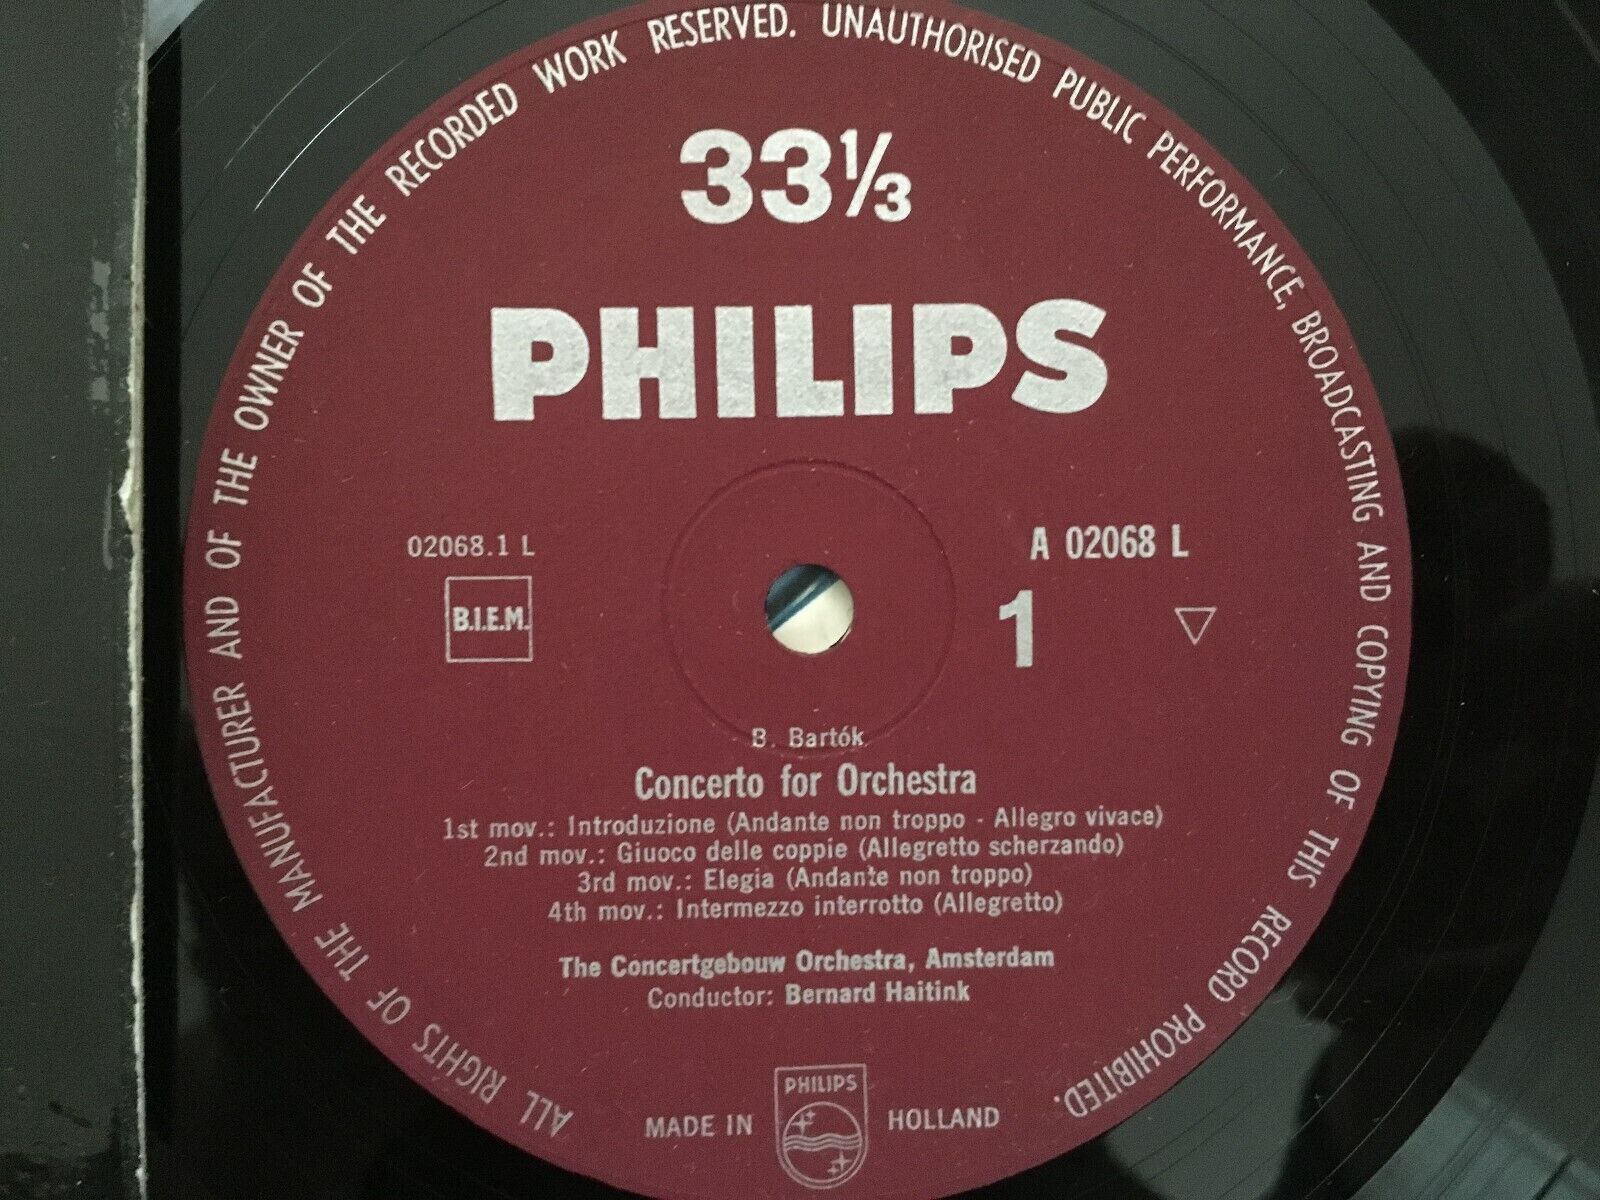 ALL RIGHTS OF THE MANUFACTURER AND OF THE OWNER OF THE RECORDED WORK RESERVED. UNAUTHORISED PUBLIC PERFORMANCE, BROADCASTING AND COPYING OF THIS RECORD PROHIBITED.
33⅓
PHILIPS
02068.1 L
A 02068 L
B.I.E.M.
1
B. Bartók
Concerto for Orchestra
1st mov.: Introduzione (Andante non troppo - Allegro vivace)
2nd mov.: Giuoco delle coppie (Allegretto scherzando)
3rd mov.: Elegia (Andante non troppo)
4th mov.: Intermezzo interrotto (Allegretto)
The Concertgebouw Orchestra, Amsterdam
Conductor: Bernard Haitink
PHILIPS
MADE IN HOLLAND